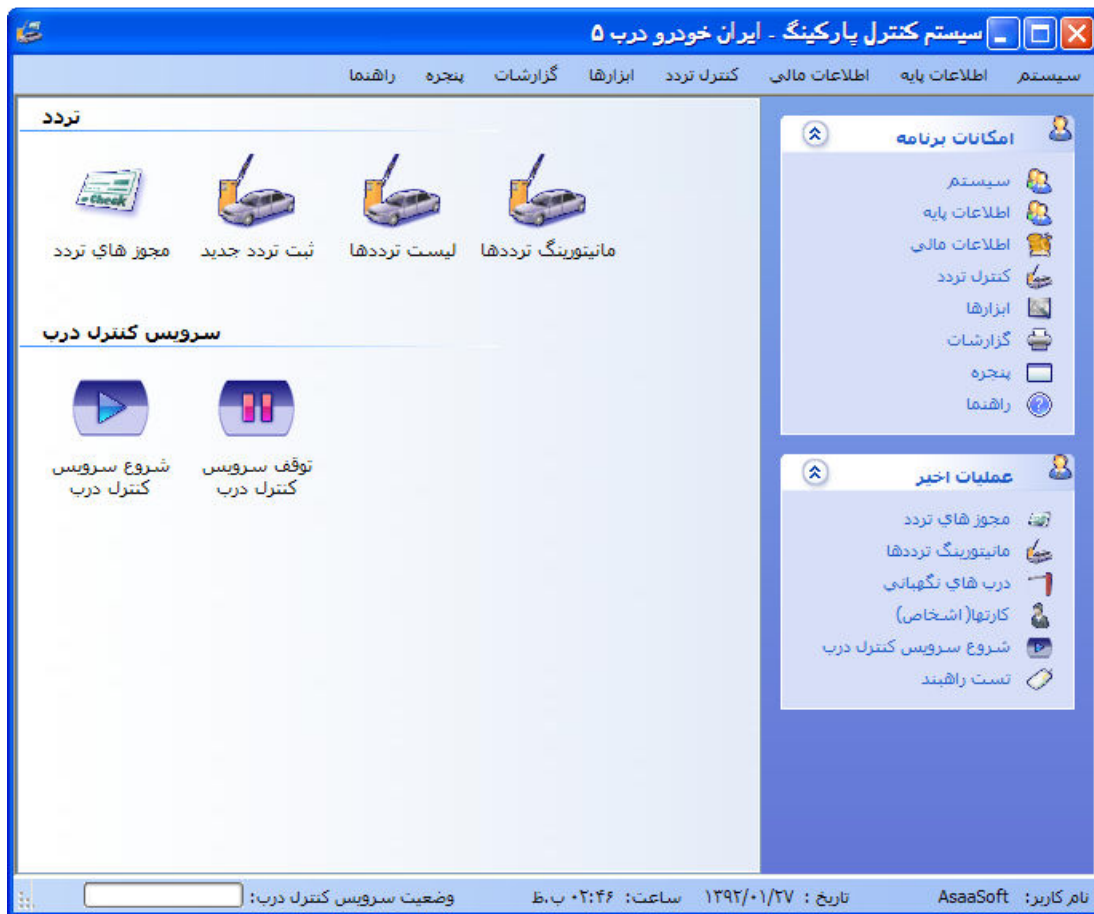 سیستم کنترل پارکینگ - ایران خودرو درب ۵
سیستم اطلاعات پایه اطلاعات مالی کنترل تردد ابزارها گزارشات پنجره راهنما
امکانات برنامه
سیستم
اطلاعات پایه
اطلاعات مالی
کنترل تردد
ابزارها
گزارشات
پنجره
راهنما
عملیات اخیر
مجوز هاي تردد
مانیتورینگ ترددها
درب هاي نگهباني
کارتها(اشخاص)
شروع سرویس کنترل درب
تست راهبند
تردد
e-Check
مانیتورینگ ترددها
لیست ترددها
ثبت تردد جدید
مجوز هاي تردد
سرویس کنترل درب
توقف سرویس
کنترل درب
شروع سرویس
کنترل درب
نام کاربر: AsaaSoft تاریخ : ۱۳۹۲/۰۱/۲۷ ساعت: ۰۲:۴۶ ب.ظ وضعیت سرویس کنترل درب: